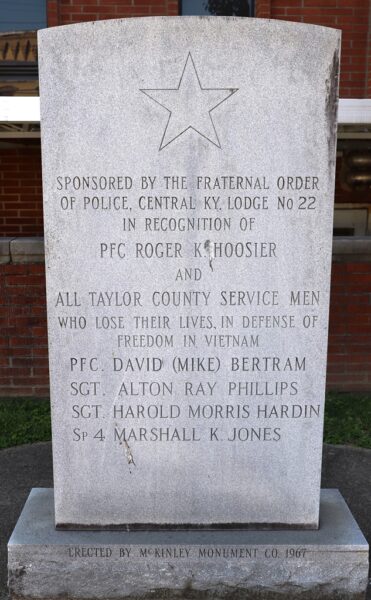 SPONSORED BY THE FRATERNAL ORDER
OF POLICE, CENTRAL KY, LODGE No 22
IN RECOGNITION OF
PFC ROGER K. HOOSIER
AND
ALL TAYLOR COUNTY SERVICE MEN
WHO LOSE THEIR LIVES, IN DEFENSE OF
FREEDOM IN VIETNAM
PFC. DAVID (MIKE) BERTRAM
SGT. ALTON RAY PHILLIPS
SGT. HAROLD MORRIS HARDIN
SP 4 MARSHALL K. JONES
ERECTED BY McKINLEY MONUMENT CO. 1967